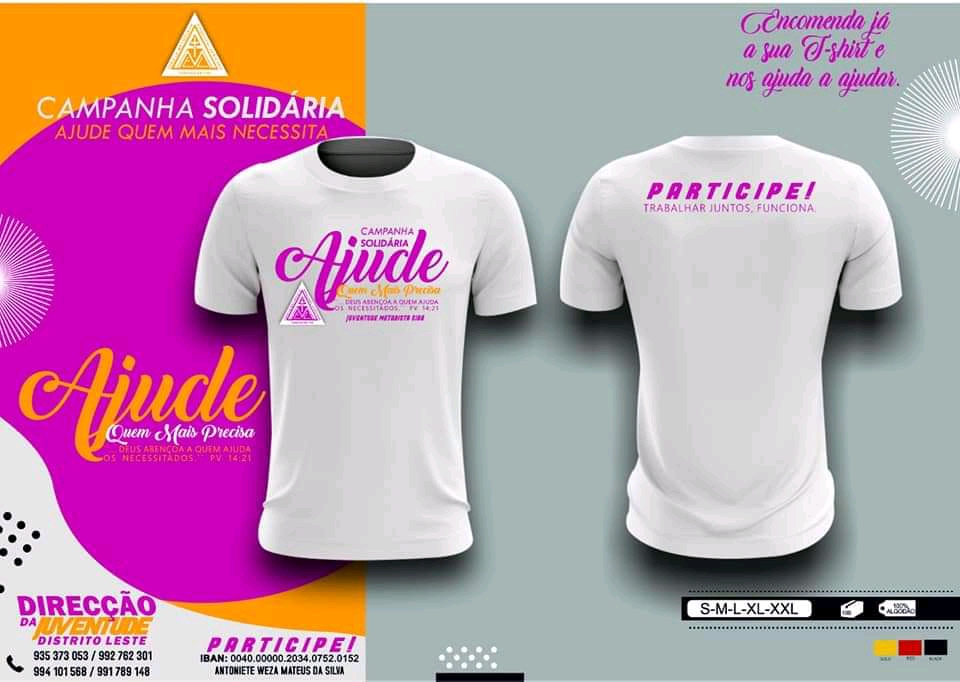 CAMPANHA SOLIDÁRIA
AJUDE QUEM MAIS NECESSITA
Encomenda já
a sua T-shirt e
nos ajuda a ajudar.
CAMPANHA
SOLIDÁRIA
Ajude
Quem Mais Precisa
DEUS ABENÇOA A QUEM AJUDA
OS NECESSITADOS.`` PV 14:21
JUVENTUDE METODISTA
PARTICIPE!
TRABALHAR JUNTOS, FUNCIONA.
Ajude
Quem Mais Precisa
DEUS ABENÇOA A QUEM AJUDA
OS NECESSITADOS.`` PV 14:21
DIRECÇÃO
DA JUVENTUDE
DISTRITO LESTE
935 373 053 / 992 762 301
994 101 568 / 991 789 148
PARTICIPE!
IBAN: 0040.00000.2034.0752.0152
ANTONIETE WEZA MATEUS DA SILVA
S-M-L-XL-XXL
100%
ALGODÃO
GOLD RED BLACK